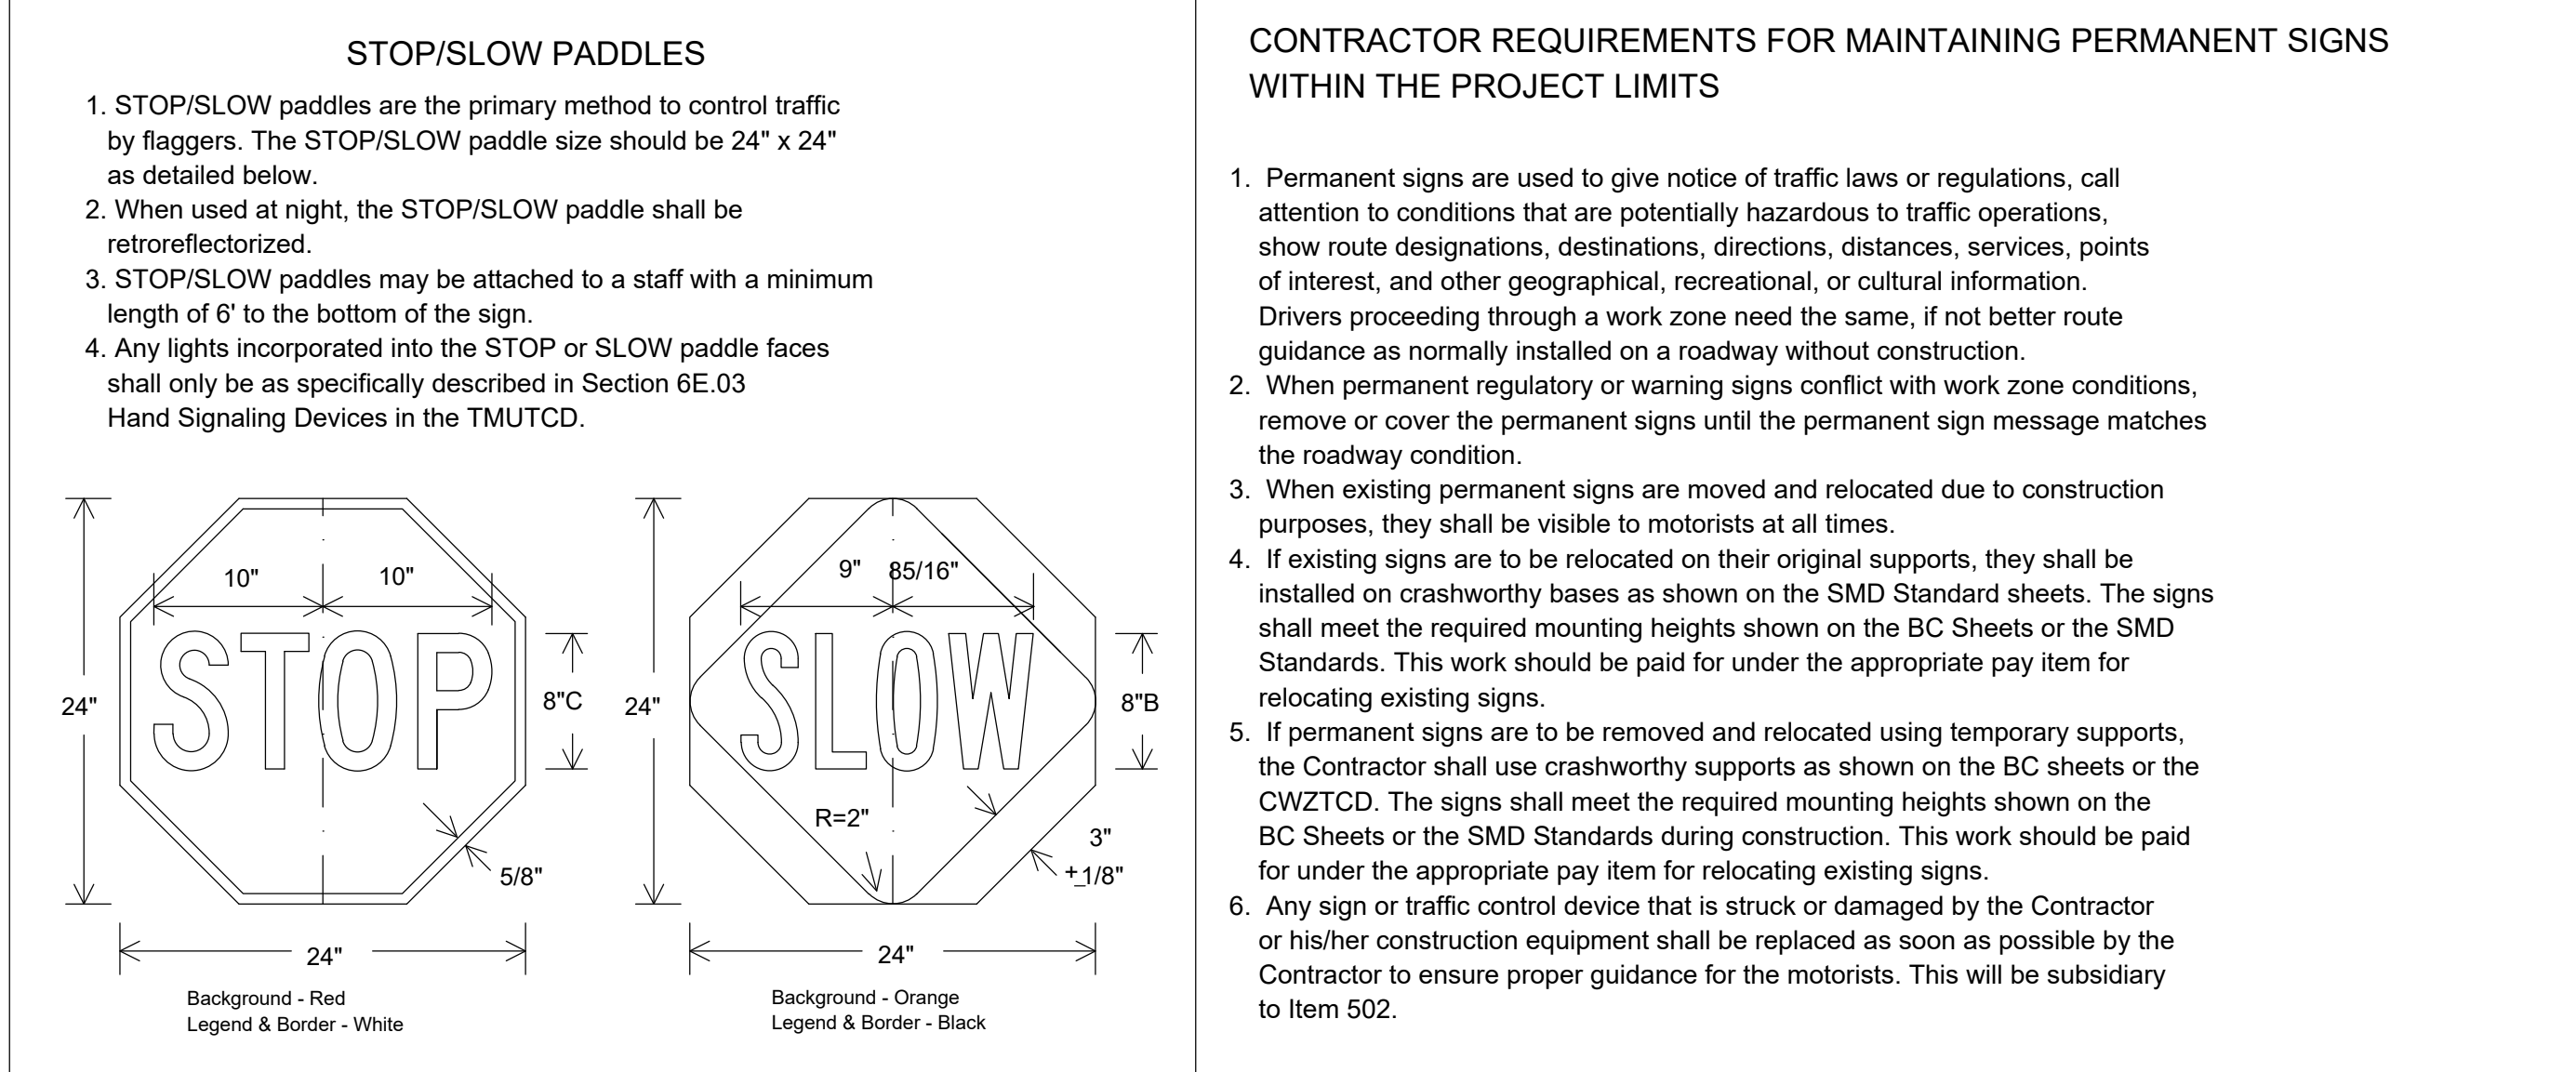 STOP/SLOW PADDLES
1. STOP/SLOW paddles are the primary method to control traffic
by flaggers. The STOP/SLOW paddle size should be 24" x 24"
as detailed below.
2. When used at night, the STOP/SLOW paddle shall be
retroreflectorized.
3. STOP/SLOW paddles may be attached to a staff with a minimum
length of 6' to the bottom of the sign.
4. Any lights incorporated into the STOP or SLOW paddle faces
shall only be as specifically described in Section 6E.03
Hand Signaling Devices in the TMUTCD.
10" 10"
STOP
24"
8"C
5/8"
24"
Background - Red
Legend & Border - White
9" 85/16"
SLOW
24"
8"B
R=2"
3"
±1/8"
24"
Background - Orange
Legend & Border - Black
CONTRACTOR REQUIREMENTS FOR MAINTAINING PERMANENT SIGNS
WITHIN THE PROJECT LIMITS
1. Permanent signs are used to give notice of traffic laws or regulations, call
attention to conditions that are potentially hazardous to traffic operations,
show route designations, destinations, directions, distances, services, points
of interest, and other geographical, recreational, or cultural information.
Drivers proceeding through a work zone need the same, if not better route
guidance as normally installed on a roadway without construction.
2. When permanent regulatory or warning signs conflict with work zone conditions,
remove or cover the permanent signs until the permanent sign message matches
the roadway condition.
3. When existing permanent signs are moved and relocated due to construction
purposes, they shall be visible to motorists at all times.
4. If existing signs are to be relocated on their original supports, they shall be
installed on crashworthy bases as shown on the SMD Standard sheets. The signs
shall meet the required mounting heights shown on the BC Sheets or the SMD
Standards. This work should be paid for under the appropriate pay item for
relocating existing signs.
5. If permanent signs are to be removed and relocated using temporary supports,
the Contractor shall use crashworthy supports as shown on the BC sheets or the
CWZTCD. The signs shall meet the required mounting heights shown on the
BC Sheets or the SMD Standards during construction. This work should be paid
for under the appropriate pay item for relocating existing signs.
6. Any sign or traffic control device that is struck or damaged by the Contractor
or his/her construction equipment shall be replaced as soon as possible by the
Contractor to ensure proper guidance for the motorists. This will be subsidiary
to Item 502.